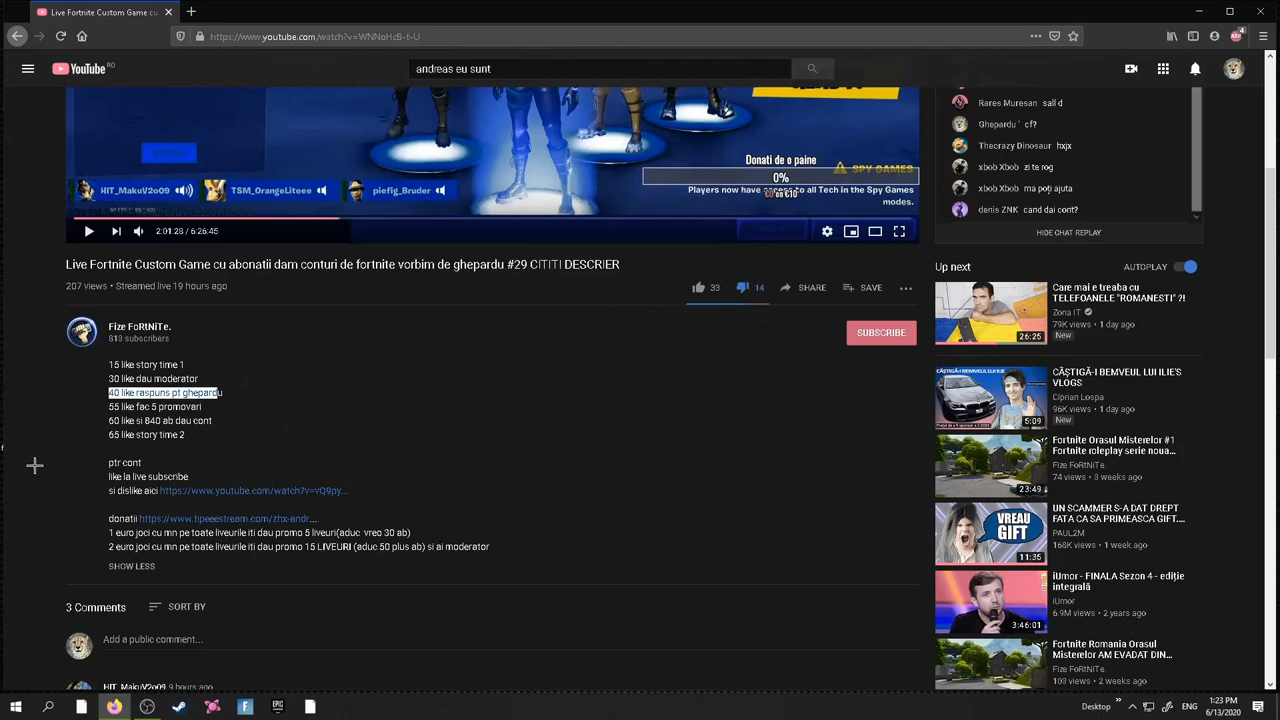 Live Fortnite Custom Game cu
https://www.youtube.com/watch?v=WNNoHcB-t-U
YouTube RO
andreas eu sunt
Rares Muresan sall d
Ghepardu ` cf?
Thecrazy Dinosaur hxjx
xbob Xbob zi te rog
xbob Xbob ma poți ajuta
denis ZNK cand dai cont?
HIDE CHAT REPLAY
Donati de o paine
0%
€0 on €10
SPY GAMES
Players now have access to all Tech in the Spy Games
modes.
HIT_MakuV2o09
TSM_OrangeLiteee
piefig_Bruder
2:01:28 / 6:26:45
Live Fortnite Custom Game cu abonatii dam conturi de fortnite vorbim de ghepardu #29 CITITI DESCRIER
207 views • Streamed live 19 hours ago
33
14
SHARE
SAVE
Fize FoRtNiTe.
813 subscribers
SUBSCRIBE
15 like story time 1
30 like dau moderator
40 like raspuns pt ghepardu
55 like fac 5 promovari
60 like si 840 ab dau cont
65 like story time 2
ptr cont
like la live subscribe
si dislike aici https://www.youtube.com/watch?v=vQ9py...
donatii https://www.tipeeestream.com/zhx-andr...
1 euro joci cu mn pe toate liveurile iti dau promo 5 liveuri(aduc vreo 30 ab)
2 euro joci cu mn pe toate liveurile iti dau promo 15 LIVEURI (aduc 50 plus ab) si ai moderator
SHOW LESS
3 Comments
SORT BY
Add a public comment...
HIT_MakuV2o09 9 hours ago
Up next
AUTOPLAY
Care mai e treaba cu
TELEFOANELE "ROMANESTI" ?!
Zona IT
79K views • 1 day ago
New
26:25
CÂȘTIGĂ-I BEMVEUL LUI ILIE'S
VLOGS
Ciprian Lospa
96K views • 1 day ago
New
5:09
Fortnite Orasul Misterelor #1
Fortnite roleplay serie noua...
Fize FoRtNiTe.
74 views • 3 weeks ago
23:49
UN SCAMMER S-A DAT DREPT
FATA CA SA PRIMEASCA GIFT....
PAUL2M
168K views • 1 week ago
VREAU
GIFT
11:35
iUmor - FINALA Sezon 4 - ediție
integrală
iUmor
6.9M views • 2 years ago
3:46:01
Fortnite Romania Orasul
Misterelor AM EVADAT DIN...
Fize FoRtNiTe.
103 views • 2 weeks ago
Desktop
ENG
1:23 PM
6/13/2020